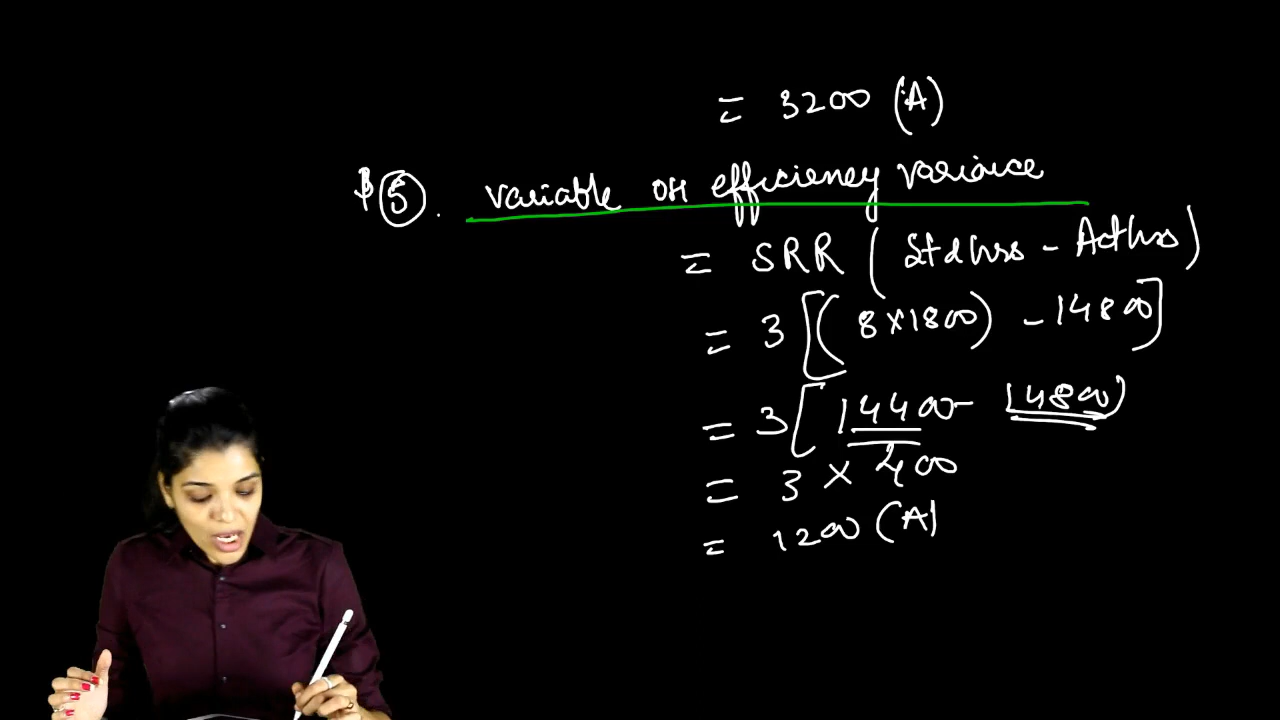 = 3200 (A)
$ 5. Variable OH efficiency variance
= SRR (Std hrs - Act hrs)
= 3 [(8×1800) - 14800]
= 3 [14400 - 14800)
= 3 × 400
= 1200 (A)